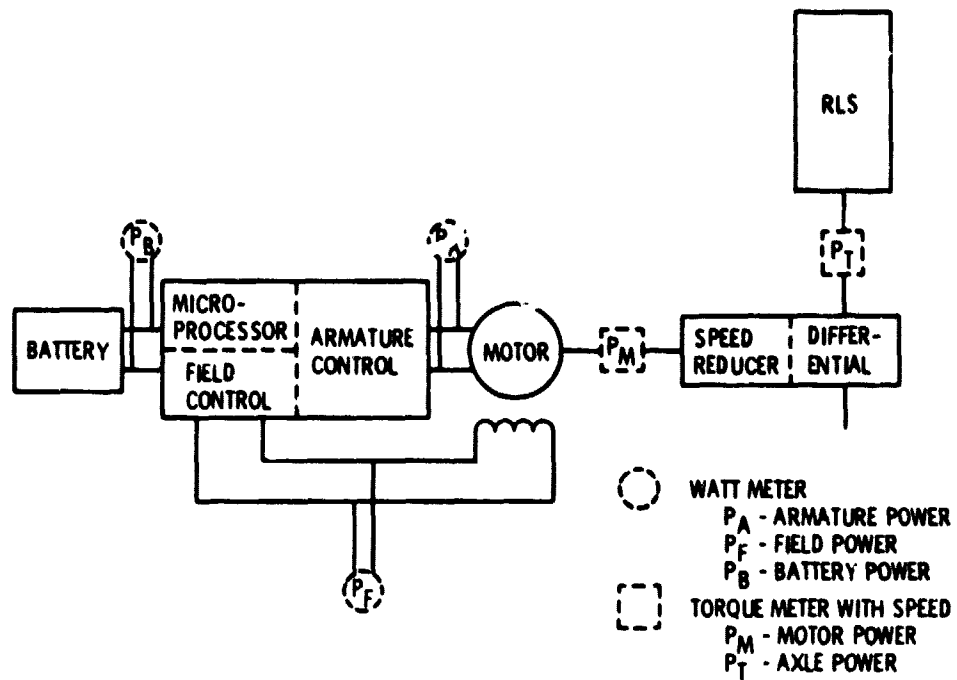 RLS
P_T
P_B
P_A
MICRO-
PROCESSOR
FIELD
CONTROL
ARMATURE
CONTROL
BATTERY
MOTOR
P_M
SPEED
REDUCER
DIFFER-
ENTIAL
P_F
WATT METER
P_A - ARMATURE POWER
P_F - FIELD POWER
P_B - BATTERY POWER
TORQUE METER WITH SPEED
P_M - MOTOR POWER
P_T - AXLE POWER